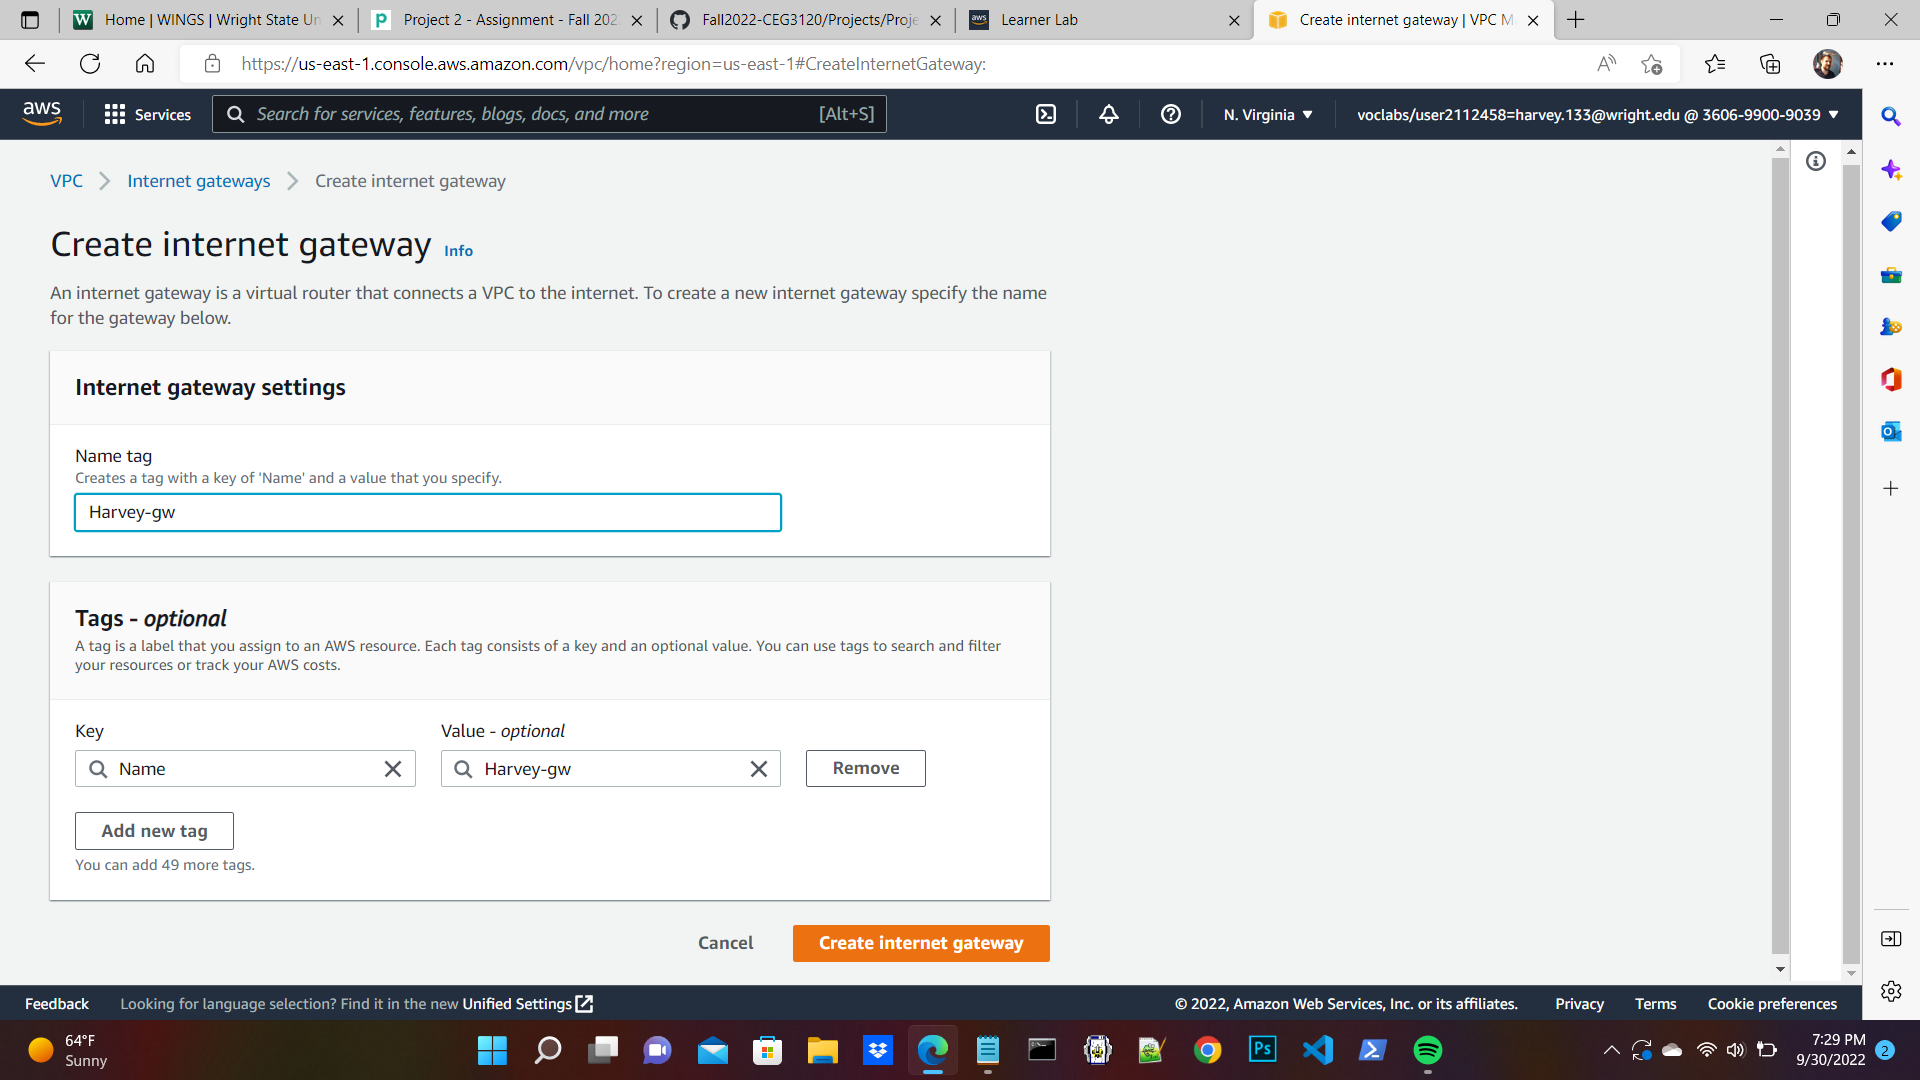 Home | WINGS | Wright State Un
Project 2 - Assignment - Fall 202
Fall2022-CEG3120/Projects/Proje
Learner Lab
Create internet gateway | VPC M
https://us-east-1.console.aws.amazon.com/vpc/home?region=us-east-1#CreateInternetGateway:
aws
Services
Search for services, features, blogs, docs, and more
[Alt+S]
N. Virginia
voclabs/user2112458=harvey.133@wright.edu @ 3606-9900-9039
VPC
Internet gateways
Create internet gateway
Create internet gateway Info
An internet gateway is a virtual router that connects a VPC to the internet. To create a new internet gateway specify the name
for the gateway below.
Internet gateway settings
Name tag
Creates a tag with a key of 'Name' and a value that you specify.
Harvey-gw
Tags - optional
A tag is a label that you assign to an AWS resource. Each tag consists of a key and an optional value. You can use tags to search and filter
your resources or track your AWS costs.
Key
Value - optional
Name
Harvey-gw
Remove
Add new tag
You can add 49 more tags.
Cancel
Create internet gateway
Feedback
Looking for language selection? Find it in the new Unified Settings
© 2022, Amazon Web Services, Inc. or its affiliates.
Privacy
Terms
Cookie preferences
64°F
Sunny
Ps
7:29 PM
9/30/2022
2